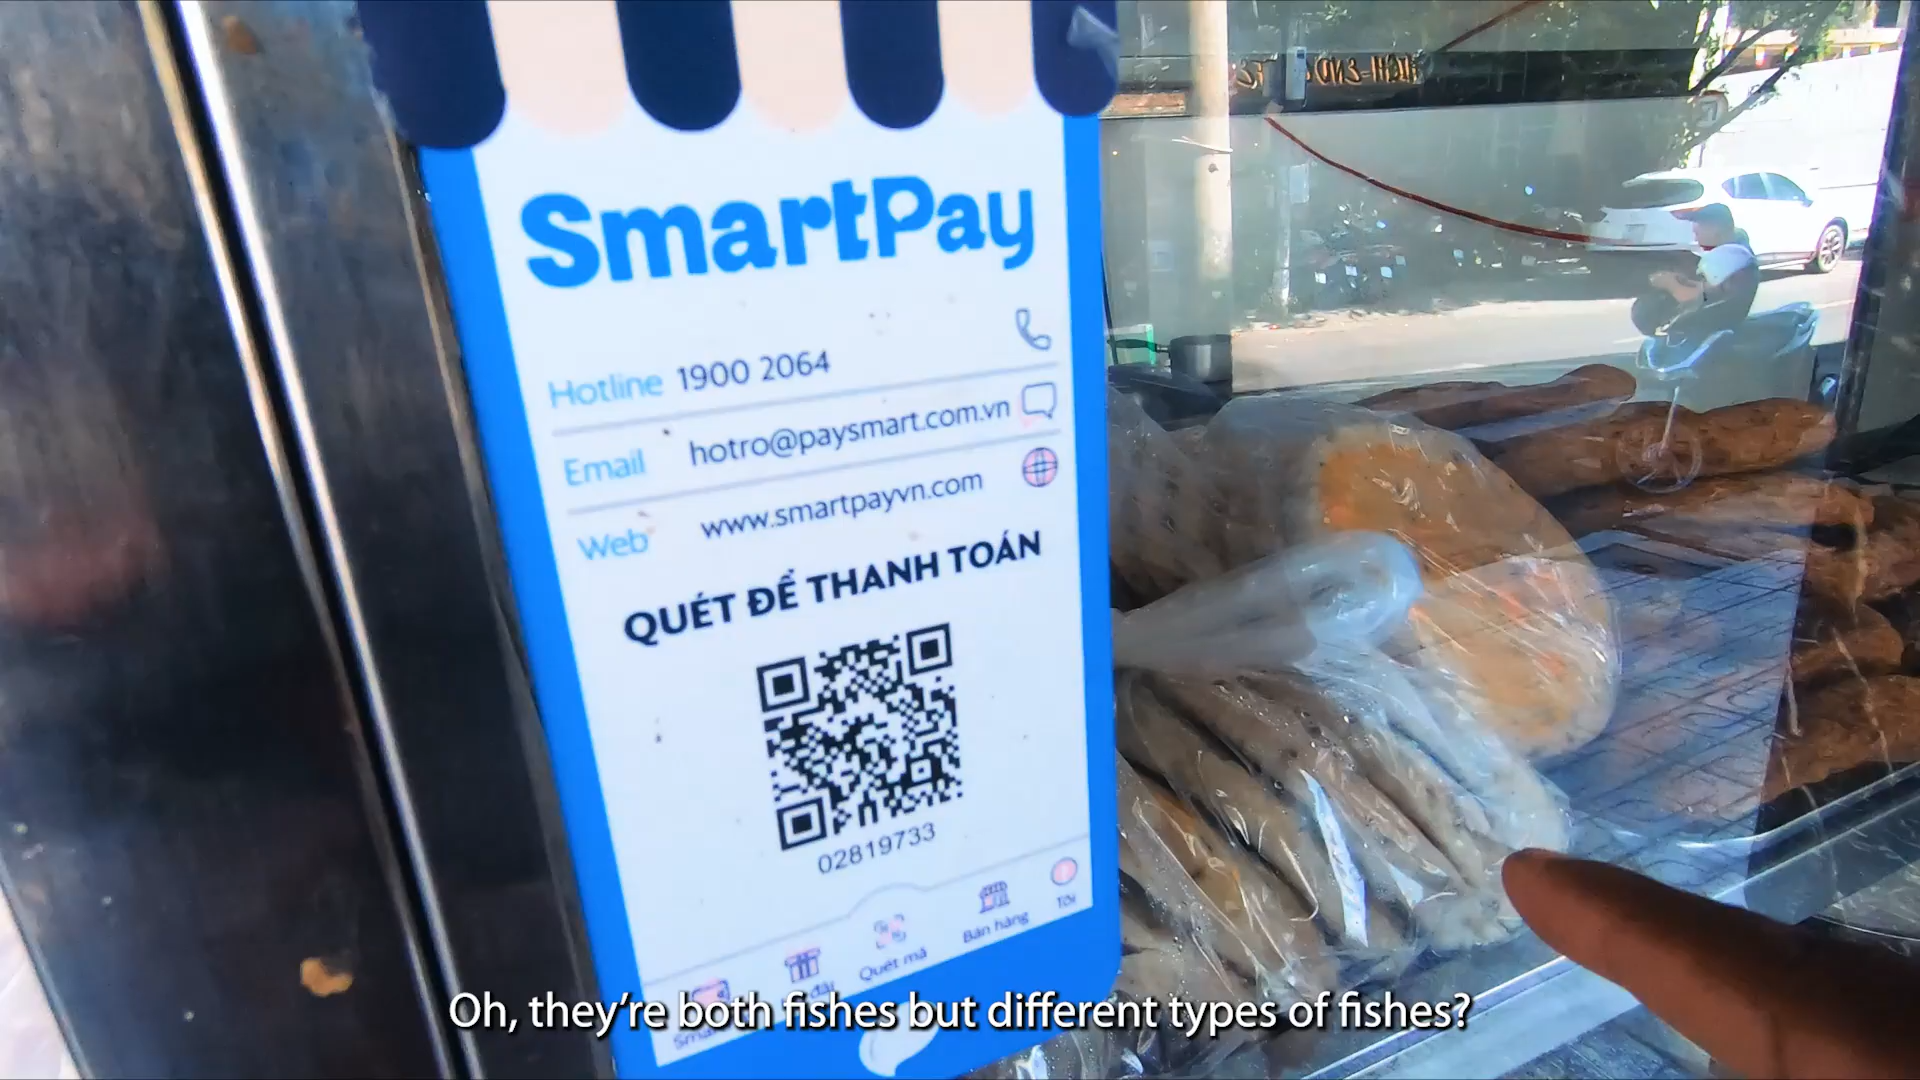 SmartPay
Hotline 1900 2064
Email hotro@paysmart.com.vn
Web www.smartpayvn.com
QUÉT ĐỂ THANH TOÁN
02819733
Quét mã
Bán hàng
Tôi
Oh, they're both fishes but different types of fishes?